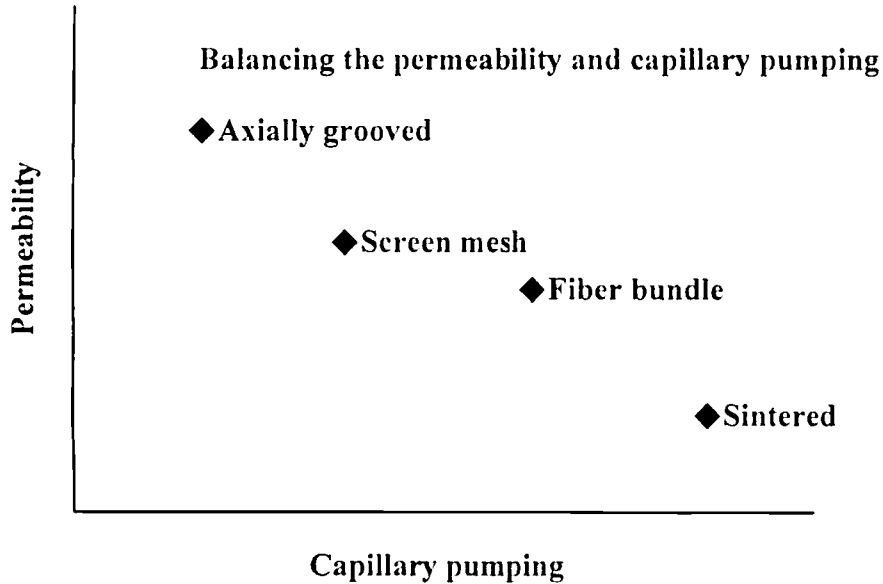 Balancing the permeability and capillary pumping
Axially grooved
Screen mesh
Fiber bundle
Sintered
Permeability
Capillary pumping